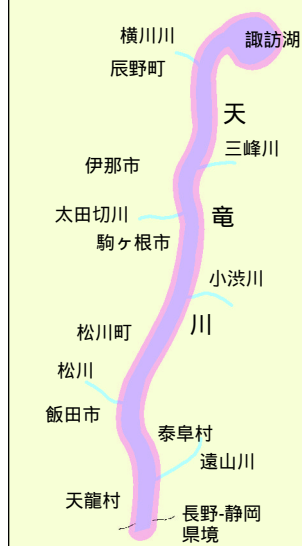 横川川
諏訪湖
辰野町
天
三峰川
伊那市
太田切川
竜
駒ヶ根市
小渋川
松川町
川
松川
飯田市
泰阜村
遠山川
天龍村
長野-静岡
県境